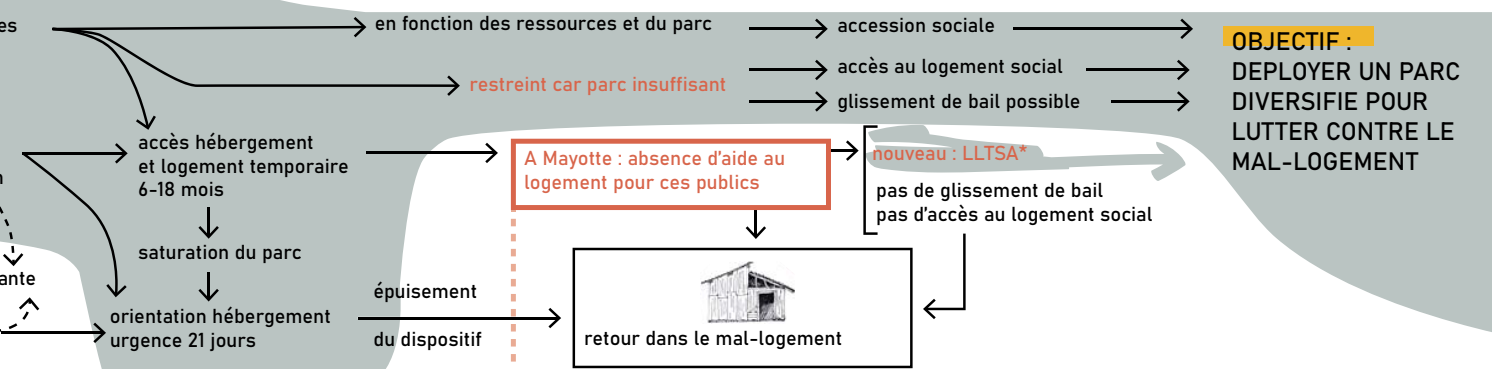 es
en fonction des ressources et du parc
accession sociale
OBJECTIF :
DEPLOYER UN PARC
DIVERSIFIE POUR
LUTTER CONTRE LE
MAL-LOGEMENT
restreint car parc insuffisant
accès au logement social
glissement de bail possible
accès hébergement
et logement temporaire
6-18 mois
A Mayotte : absence d'aide au
logement pour ces publics
nouveau : LLTSA*
pas de glissement de bail
pas d'accès au logement social
n
saturation du parc
ante
orientation hébergement
urgence 21 jours
épuisement
du dispositif
retour dans le mal-logement